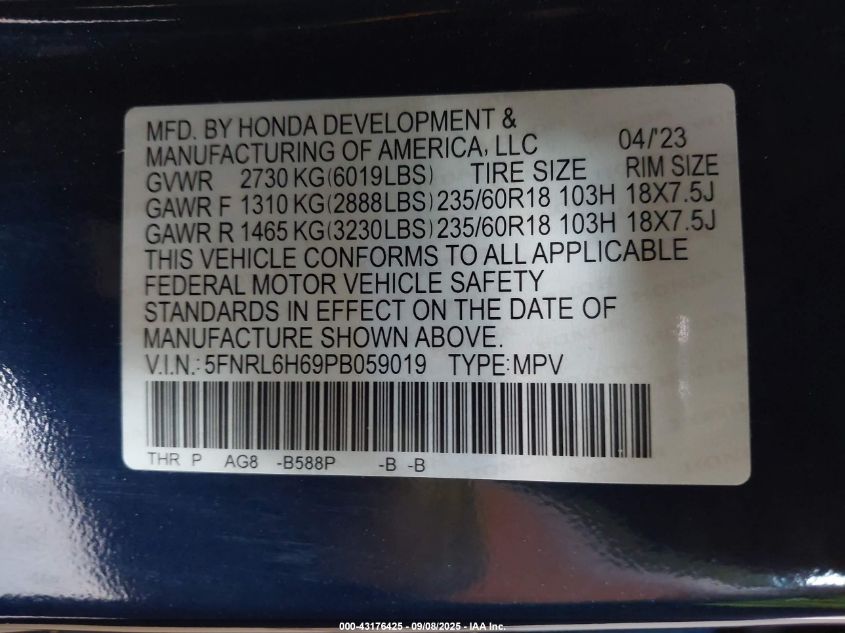 MFD. BY HONDA DEVELOPMENT &
MANUFACTURING OF AMERICA, LLC 04/'23
GVWR 2730 KG(6019LBS) TIRE SIZE RIM SIZE
GAWR F 1310 KG(2888LBS) 235/60R18 103H 18X7.5J
GAWR R 1465 KG(3230LBS) 235/60R18 103H 18X7.5J
THIS VEHICLE CONFORMS TO ALL APPLICABLE
FEDERAL MOTOR VEHICLE SAFETY
STANDARDS IN EFFECT ON THE DATE OF
MANUFACTURE SHOWN ABOVE.
V.I.N.: 5FNRL6H69PB059019 TYPE: MPV
THR P AG8 -B588P -B -B
000-43176425 - 09/08/2025 - IAA Inc.